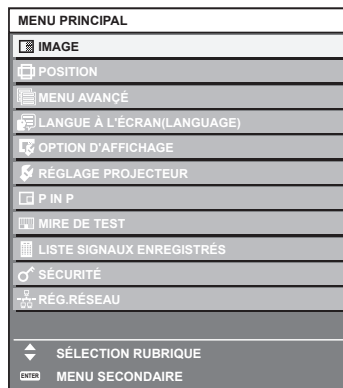 MENU PRINCIPAL
IMAGE
POSITION
MENU AVANÇÉ
LANGUE À L'ÉCRAN(LANGUAGE)
OPTION D'AFFICHAGE
RÉGLAGE PROJECTEUR
P IN P
MIRE DE TEST
LISTE SIGNAUX ENREGISTRÉS
SÉCURITÉ
RÉG.RÉSEAU
SÉLECTION RUBRIQUE
ENTER MENU SECONDAIRE